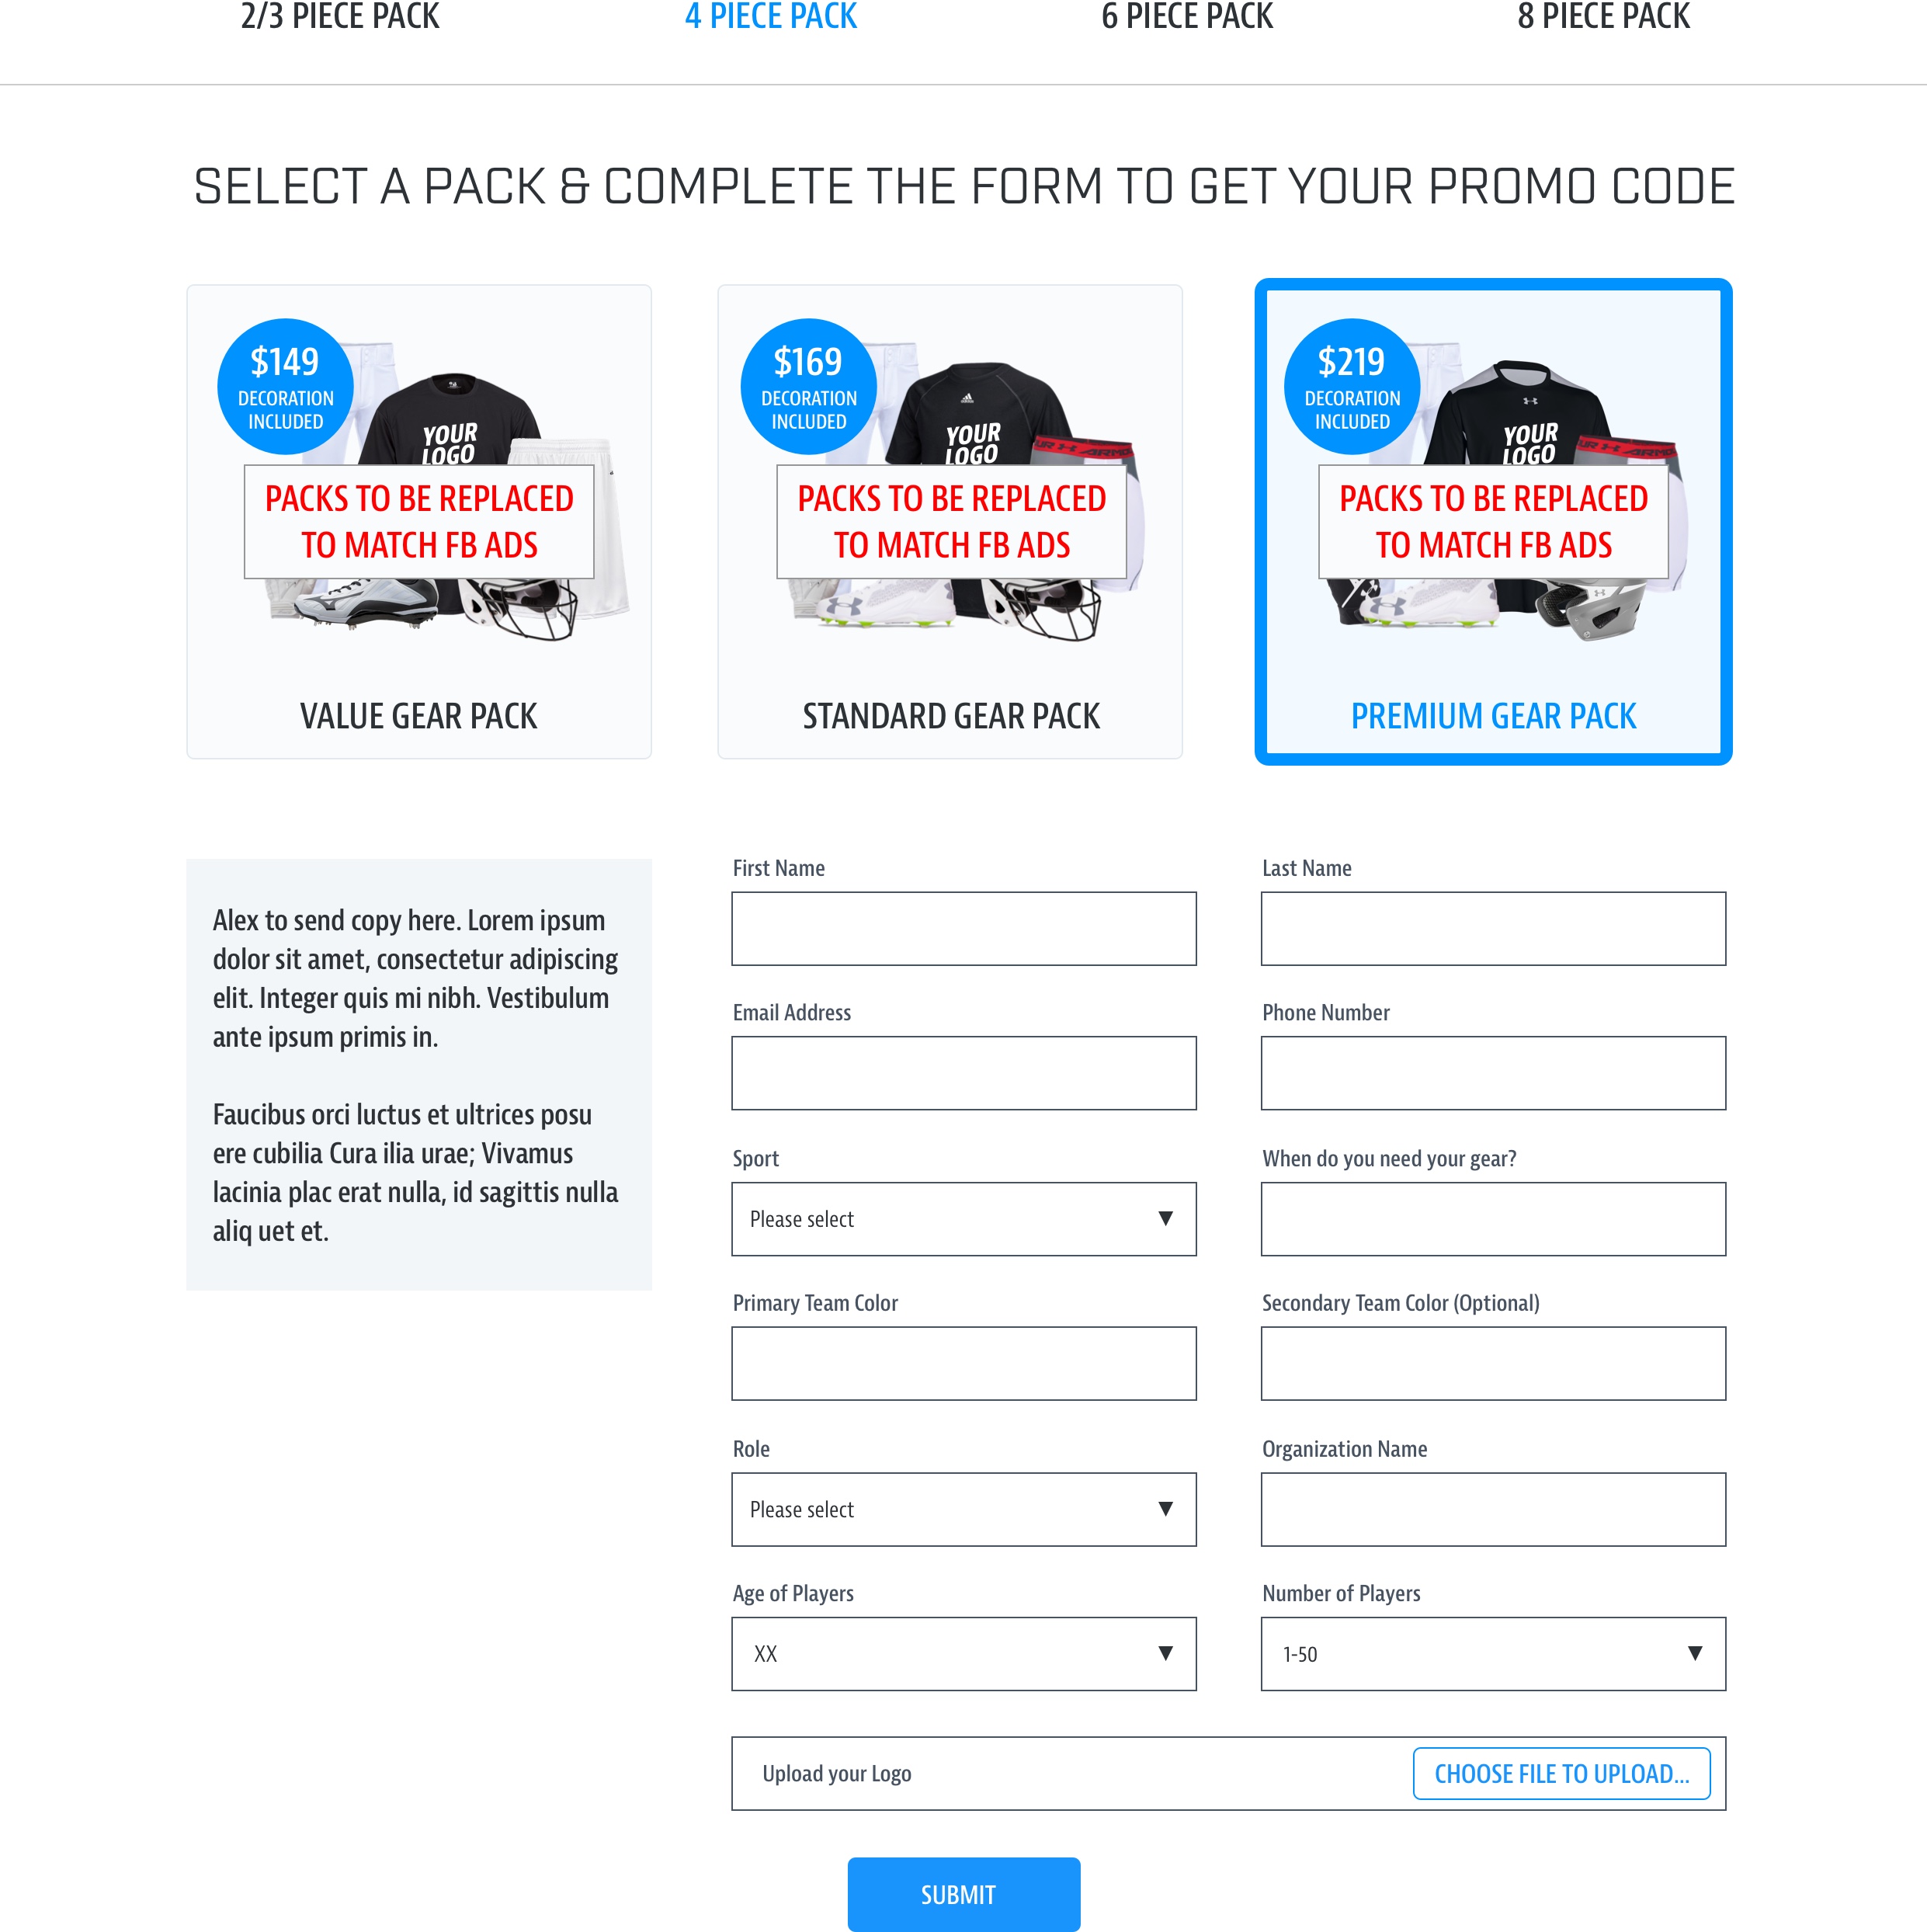 2/3 PIECE PACK
4 PIECE PACK
6 PIECE PACK
8 PIECE PACK
SELECT A PACK & COMPLETE THE FORM TO GET YOUR PROMO CODE
$149
DECORATION
INCLUDED
YOUR
LOGO
PACKS TO BE REPLACED
TO MATCH FB ADS
VALUE GEAR PACK
$169
DECORATION
INCLUDED
YOUR
LOGO
PACKS TO BE REPLACED
TO MATCH FB ADS
STANDARD GEAR PACK
$219
DECORATION
INCLUDED
YOUR
LOGO
PACKS TO BE REPLACED
TO MATCH FB ADS
PREMIUM GEAR PACK
Alex to send copy here. Lorem ipsum
dolor sit amet, consectetur adipiscing
elit. Integer quis mi nibh. Vestibulum
ante ipsum primis in.
Faucibus orci luctus et ultrices posu
ere cubilia Cura ilia urae; Vivamus
lacinia plac erat nulla, id sagittis nulla
aliq uet et.
First Name
Last Name
Email Address
Phone Number
Sport
Please select
When do you need your gear?
Primary Team Color
Secondary Team Color (Optional)
Role
Please select
Organization Name
Age of Players
XX
Number of Players
1-50
Upload your Logo
CHOOSE FILE TO UPLOAD...
SUBMIT